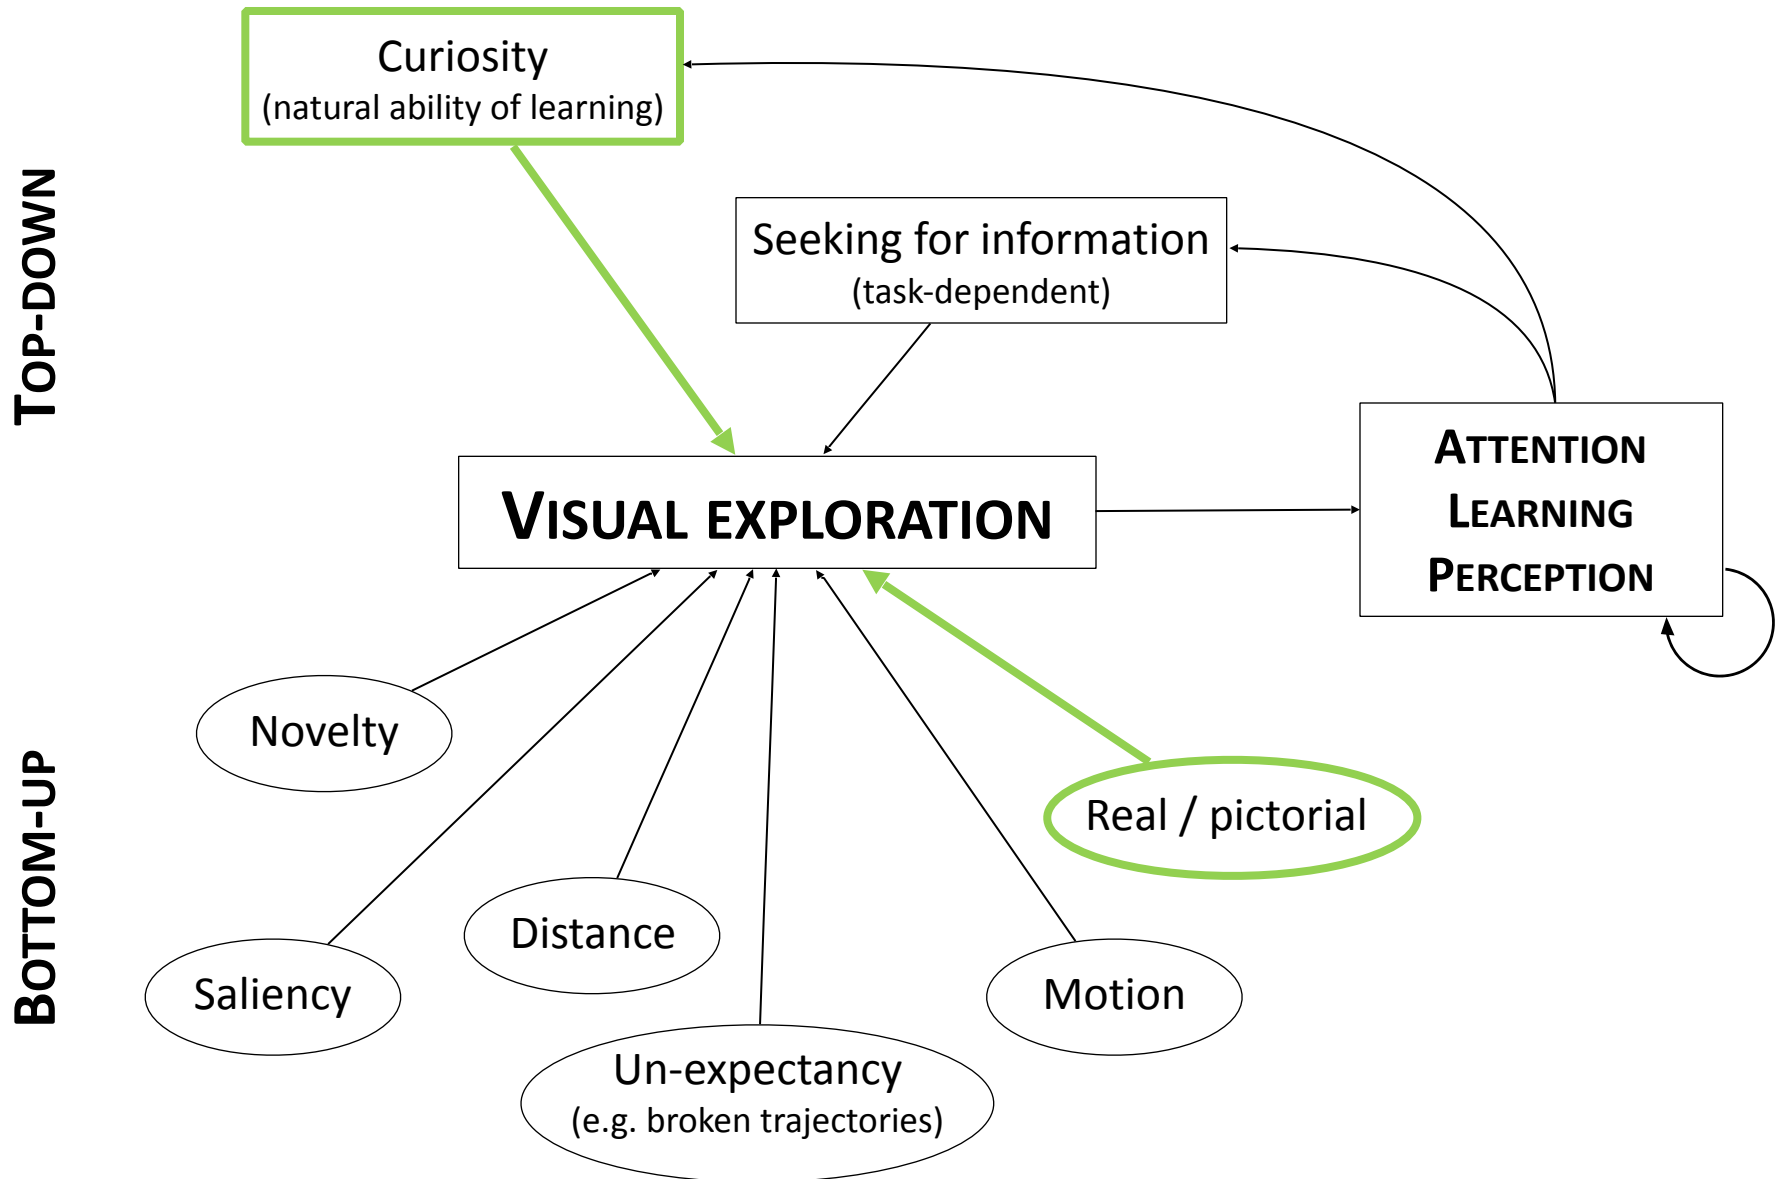 Curiosity
(natural ability of learning)
TOP-DOWN
Seeking for information
(task-dependent)
ATTENTION
LEARNING
PERCEPTION
VISUAL EXPLORATION
Novelty
Real / pictorial
BOTTOM-UP
Distance
Saliency
Motion
Un-expectancy
(e.g. broken trajectories)